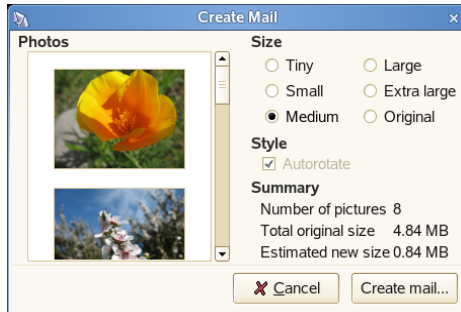 Create Mail
Photos
Size
Tiny
Large
Small
Extra large
Medium
Original
Style
Autorotate
Summary
Number of pictures 8
Total original size 4.84 MB
Estimated new size 0.84 MB
Cancel
Create mail...